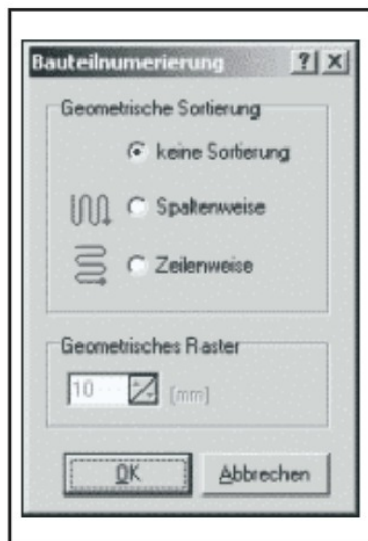 Bauteilnumerierung
Geometrische Sortierung
keine Sortierung
Spaltenweise
Zeilenweise
Geometrisches Raster
10 [mm]
OK Abbrechen